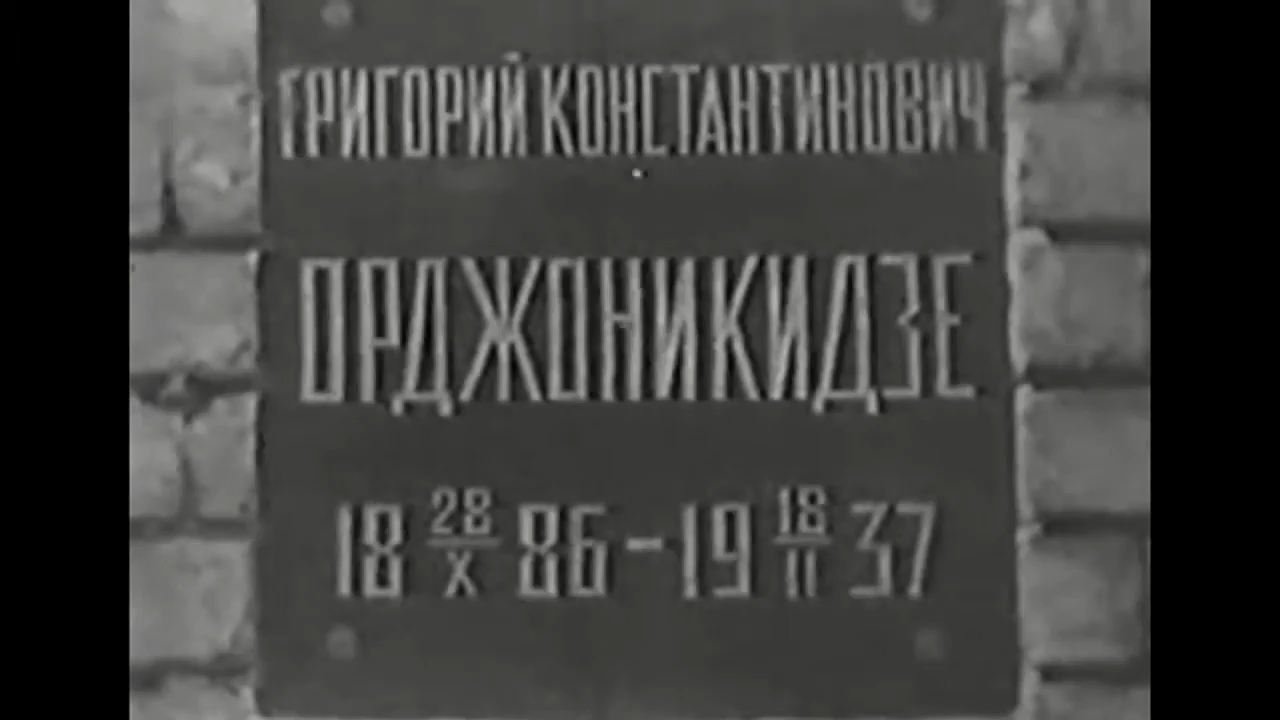 ГРИГОРИЙ КОНСТАНТИНОВИЧ
ОРДЖОНИКИДЗЕ
18 28/X 86 – 19 18/II 37